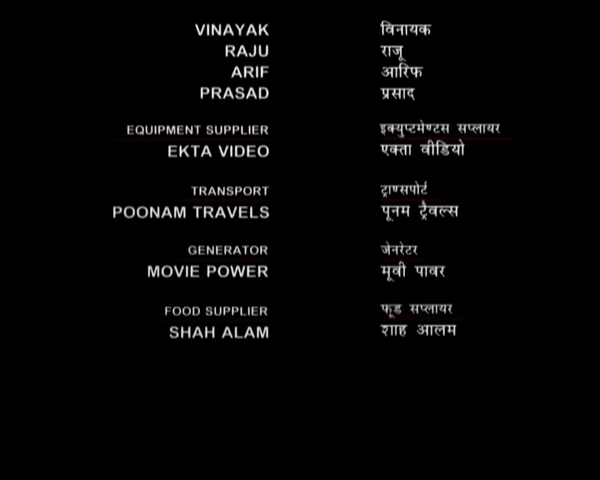 VINAYAK विनायक
RAJU राजू
ARIF आरिफ
PRASAD प्रसाद
EQUIPMENT SUPPLIER इक्युप्टमेण्टस सप्लायर
EKTA VIDEO एक्ता वीडियो
TRANSPORT ट्राण्सपोर्ट
POONAM TRAVELS पूनम ट्रैवल्स
GENERATOR जेनरेटर
MOVIE POWER मूवी पावर
FOOD SUPPLIER फूड सप्लायर
SHAH ALAM शाह आलम